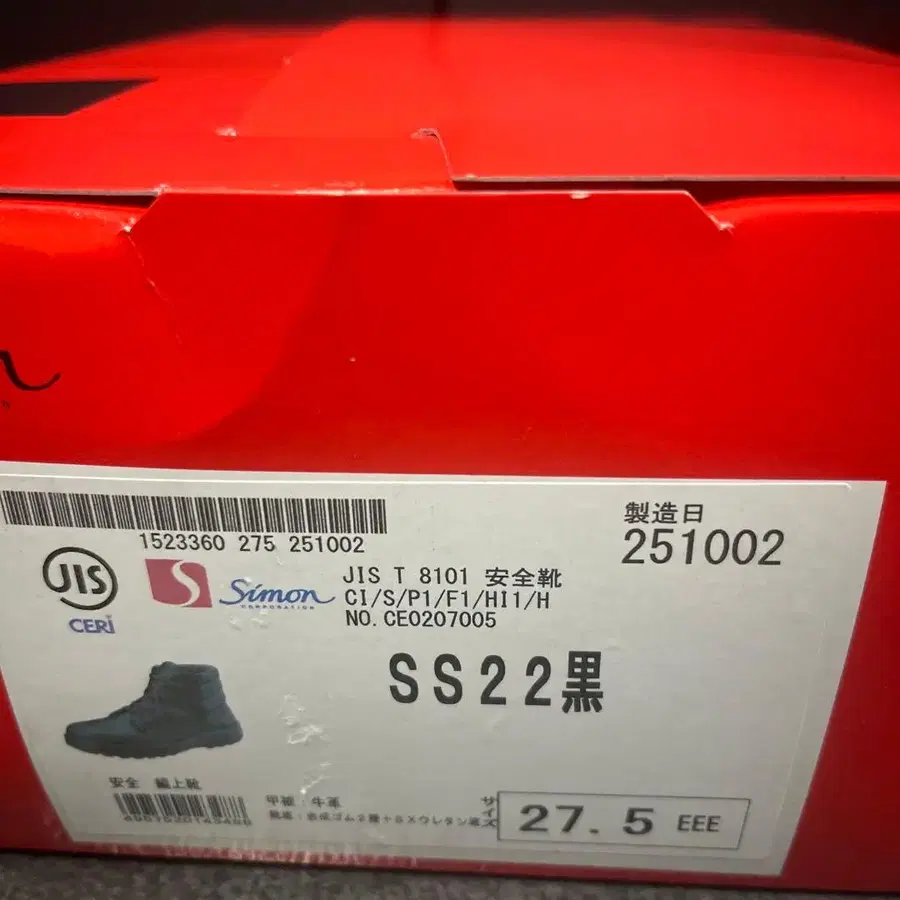 製造日
251002
1523360 275 251002
JIS
CERI
S
Simon
CORPORATION
JIS T 8101 安全靴
CI/S/P1/F1/HI1/H
NO. CE0207005
SS22黒
安全 編上靴
甲被:牛革
サイズ
27.5 EEE